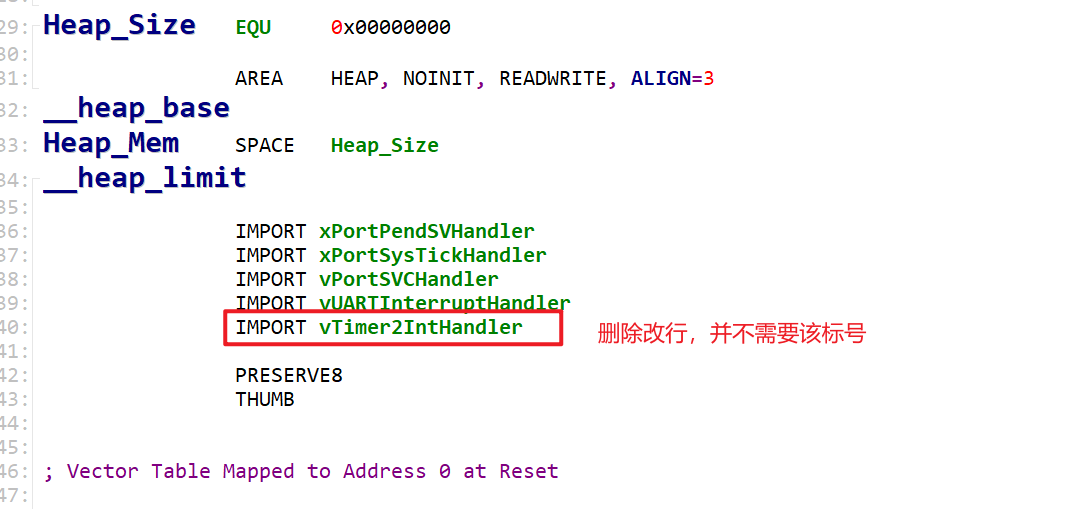 29: Heap_Size EQU 0x00000000
30:
31: AREA HEAP, NOINIT, READWRITE, ALIGN=3
32: __heap_base
33: Heap_Mem SPACE Heap_Size
34: __heap_limit
35:
36: IMPORT xPortPendSVHandler
37: IMPORT xPortSysTickHandler
38: IMPORT vPortSVCHandler
39: IMPORT vUARTInterruptHandler
40: IMPORT vTimer2IntHandler 删除改行，并不需要该标号
41:
42: PRESERVE8
43: THUMB
44:
45:
46: ; Vector Table Mapped to Address 0 at Reset
47: